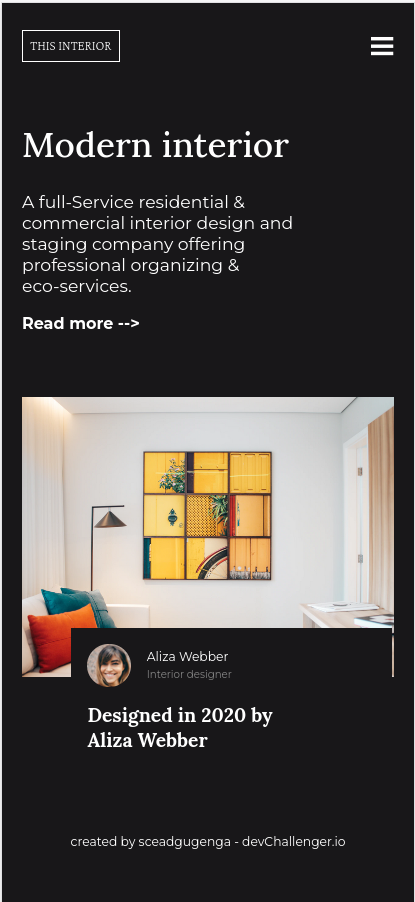 THIS INTERIOR
Modern interior
A full-Service residential &
commercial interior design and
staging company offering
professional organizing &
eco-services.
Read more -->
Aliza Webber
Interior designer
Designed in 2020 by
Aliza Webber
created by sceadgugenga - devChallenger.io